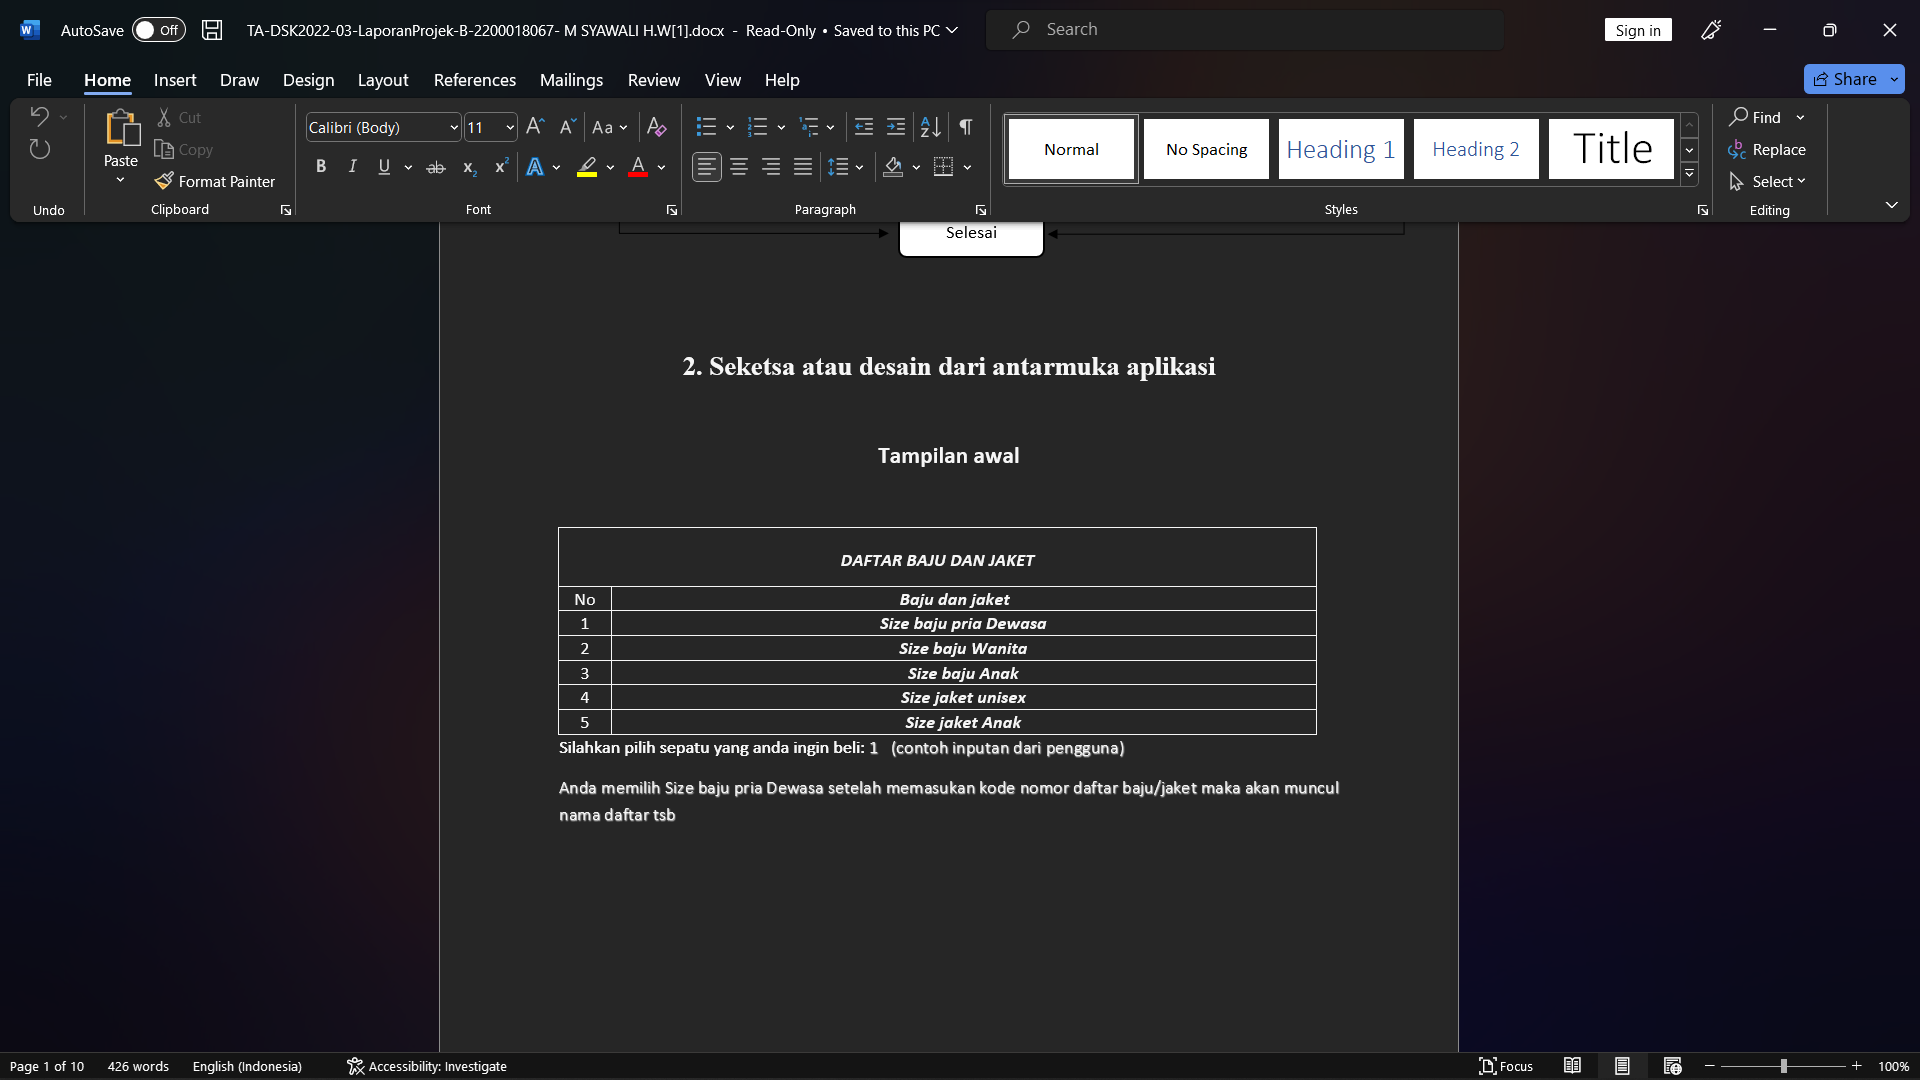 AutoSave Off TA-DSK2022-03-LaporanProjek-B-2200018067- M SYAWALI H.W[1].docx - Read-Only • Saved to this PC Search Sign in
File Home Insert Draw Design Layout References Mailings Review View Help Share
Paste Cut Copy Format Painter
Calibri (Body) 11
Normal No Spacing Heading 1 Heading 2 Title
Find Replace Select
Undo Clipboard Font Paragraph Styles Editing
Selesai
2. Seketsa atau desain dari antarmuka aplikasi
Tampilan awal
DAFTAR BAJU DAN JAKET
No Baju dan jaket
1 Size baju pria Dewasa
2 Size baju Wanita
3 Size baju Anak
4 Size jaket unisex
5 Size jaket Anak
Silahkan pilih sepatu yang anda ingin beli: 1 (contoh inputan dari pengguna)
Anda memilih Size baju pria Dewasa setelah memasukan kode nomor daftar baju/jaket maka akan muncul
nama daftar tsb
Page 1 of 10 426 words English (Indonesia) Accessibility: Investigate Focus 100%